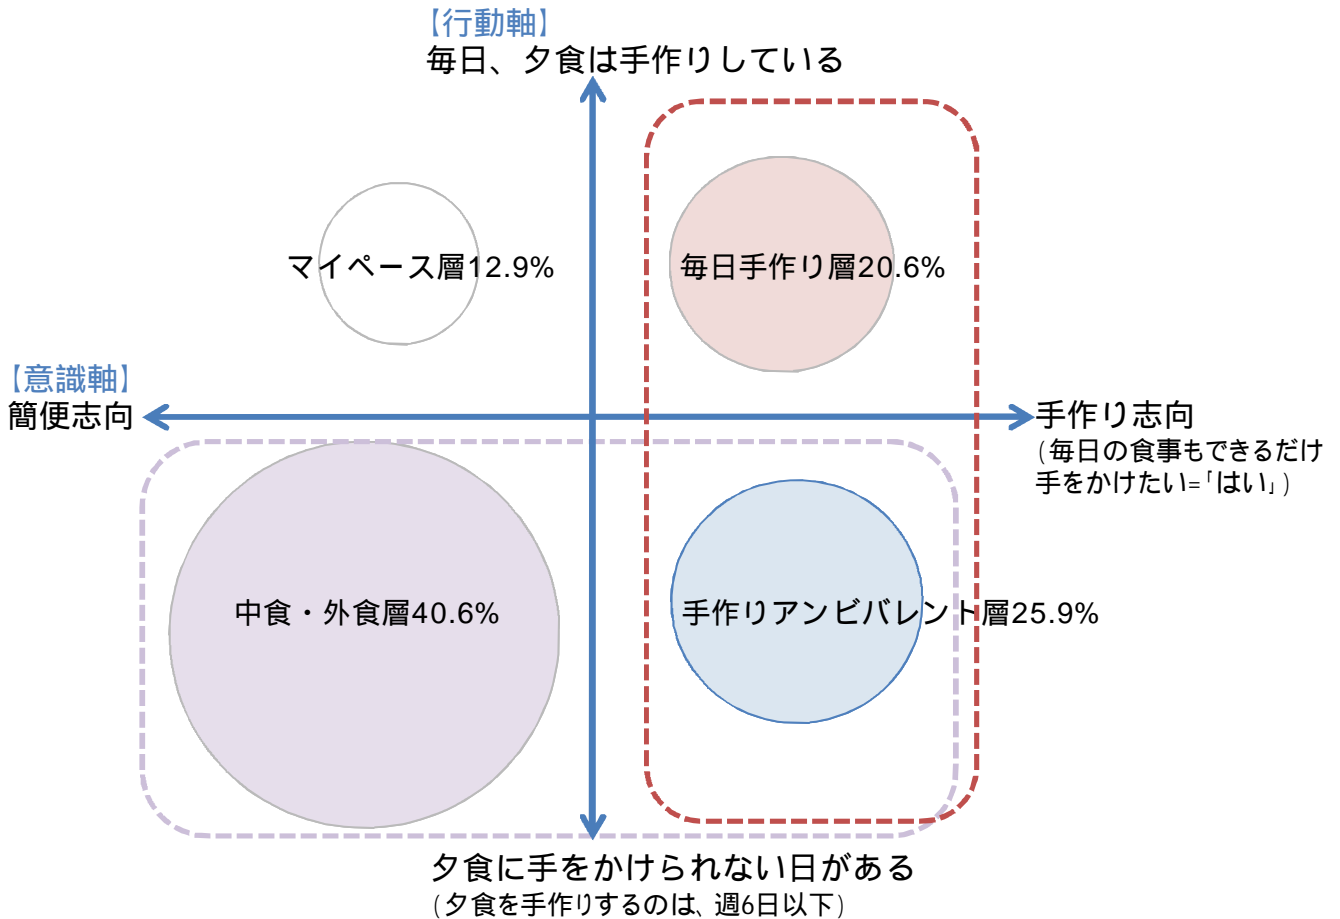 【行動軸】
毎日、夕食は手作りしている
マイペース層12.9%
毎日手作り層20.6%
【意識軸】
簡便志向
手作り志向
(毎日の食事もできるだけ
手をかけたい=「はい」)
中食・外食層40.6%
手作りアンビバレント層25.9%
夕食に手をかけられない日がある
(夕食を手作りするのは、週6日以下)